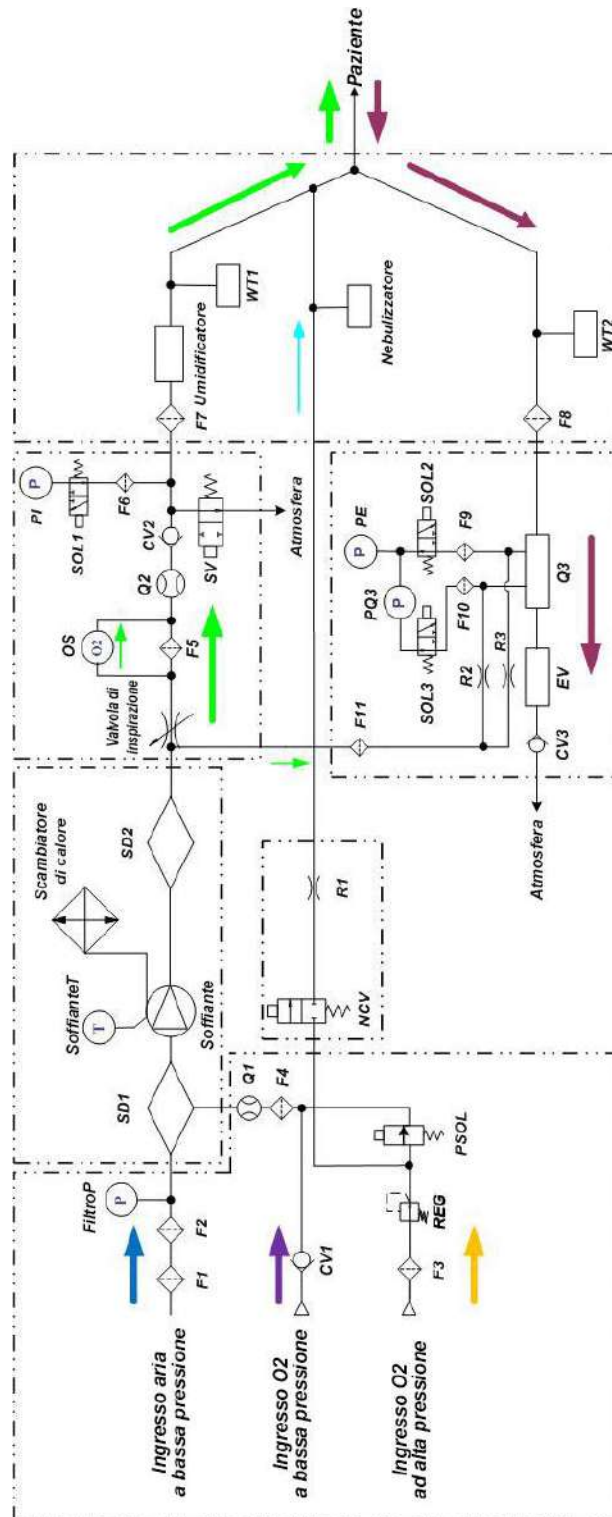 Ingresso aria
a bassa pressione
Ingresso O2
a bassa pressione
Ingresso O2
ad alta pressione
F1
F2
FiltroP
P
CV1
F3
REG
PSOL
F4
Q1
SD1
SoffianteT
T
Soffiante
Scambiatore
di calore
SD2
NCV
R1
Valvola di
inspirazione
OS
O2
F5
Q2
CV2
SV
Atmosfera
SOL1
PI
P
F6
F7
Umidificatore
WT1
Nebulizzatore
Paziente
WT2
F8
F11
R2
R3
SOL3
F10
PQ3
P
PE
P
SOL2
F9
Q3
EV
CV3
Atmosfera